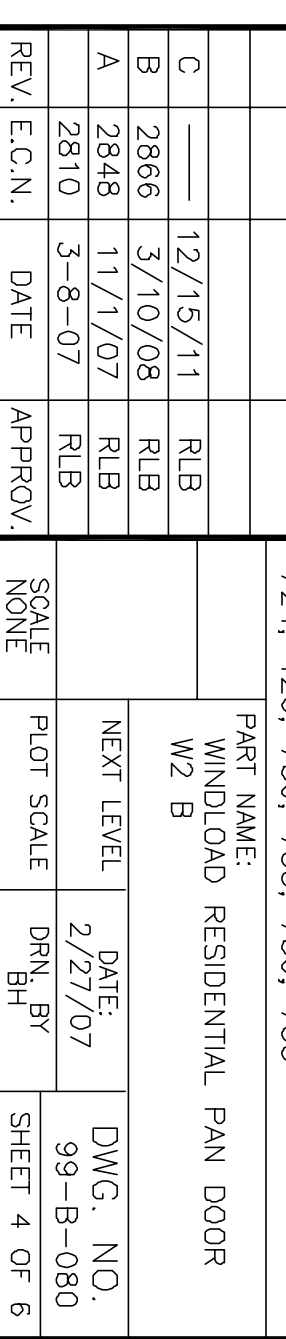 C — 12/15/11 RLB
B 2866 3/10/08 RLB
A 2848 11/1/07 RLB
2810 3-8-07 RLB
REV. E.C.N. DATE APPROV.
PART NAME:
WINDLOAD RESIDENTIAL PAN DOOR
W2 B
NEXT LEVEL
DATE:
2/27/07
DWG. NO.
99-B-080
SCALE
NONE
PLOT SCALE
DRN. BY
BH
SHEET 4 OF 6